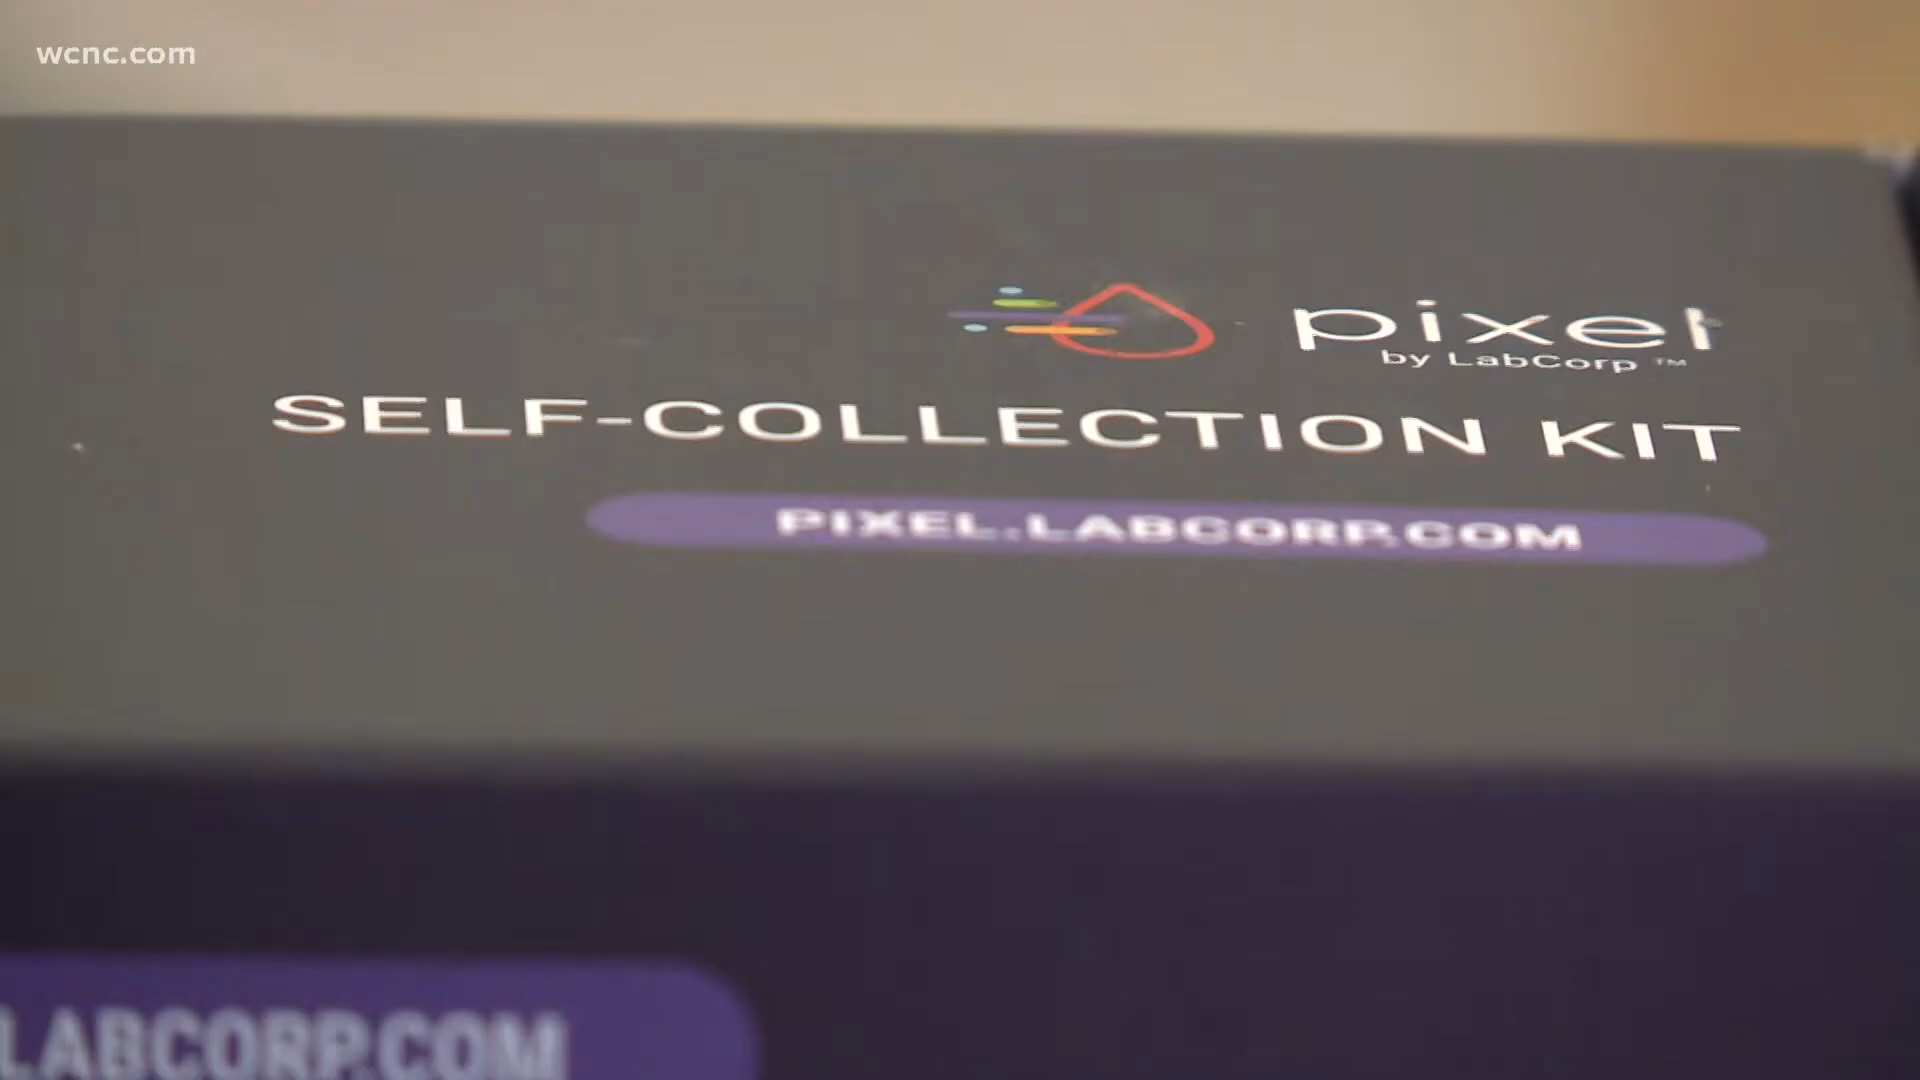 wcnc.com
pixel
by LabCorp ™
SELF-COLLECTION KIT
PIXEL.LABCORP.COM
LABCORP.COM